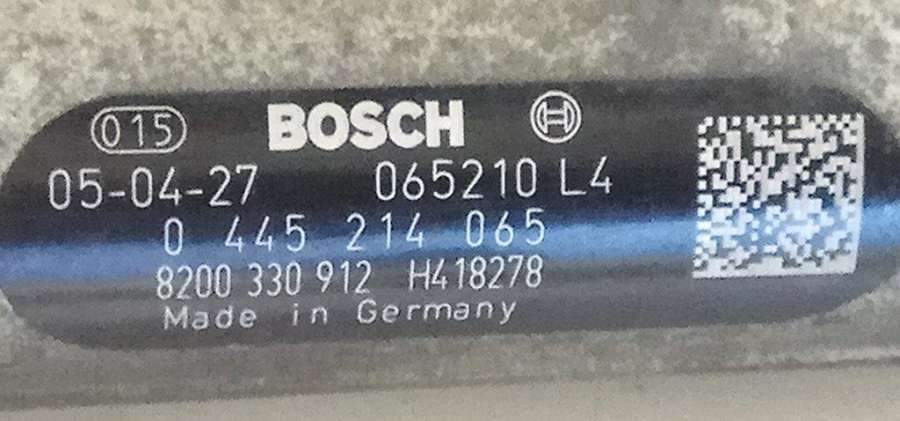 015 BOSCH
05-04-27 065210 L4
0 445 214 065
8200 330 912 H418278
Made in Germany